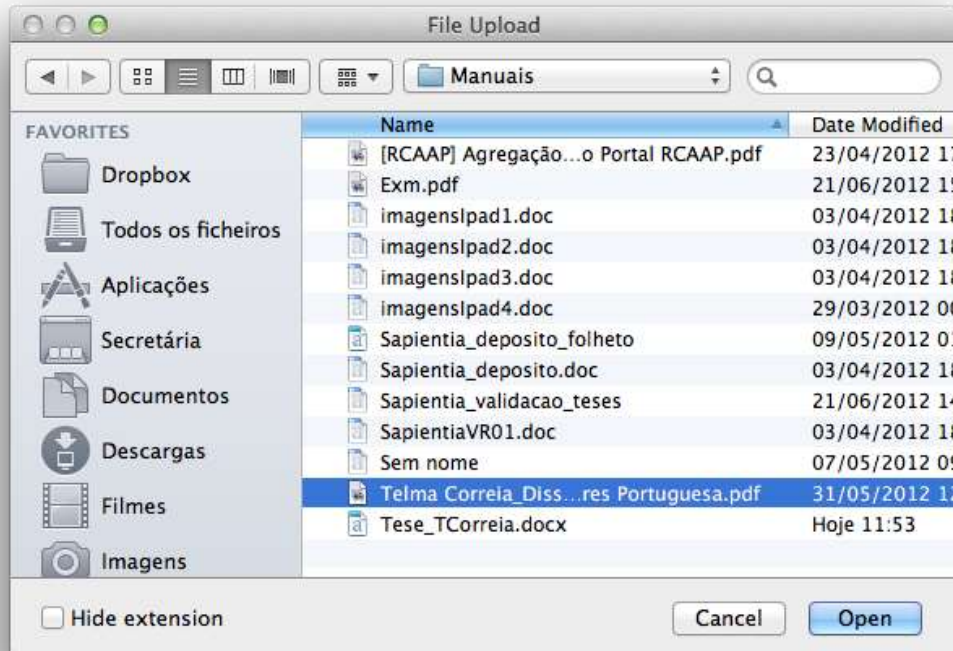 File Upload
Manuais
FAVORITES
Dropbox
Todos os ficheiros
Aplicações
Secretária
Documentos
Descargas
Filmes
Imagens
Name Date Modified
[RCAAP] Agregação...o Portal RCAAP.pdf 23/04/2012
Exm.pdf 21/06/2012
imagensIpad1.doc 03/04/2012
imagensIpad2.doc 03/04/2012
imagensIpad3.doc 03/04/2012
imagensIpad4.doc 29/03/2012
Sapientia_deposito_folheto 09/05/2012
Sapientia_deposito.doc 03/04/2012
Sapientia_validacao_teses 21/06/2012
SapientiaVR01.doc 03/04/2012
Sem nome 07/05/2012
Telma Correia_Diss...res Portuguesa.pdf 31/05/2012
Tese_TCorreia.docx Hoje 11:53
Hide extension
Cancel Open